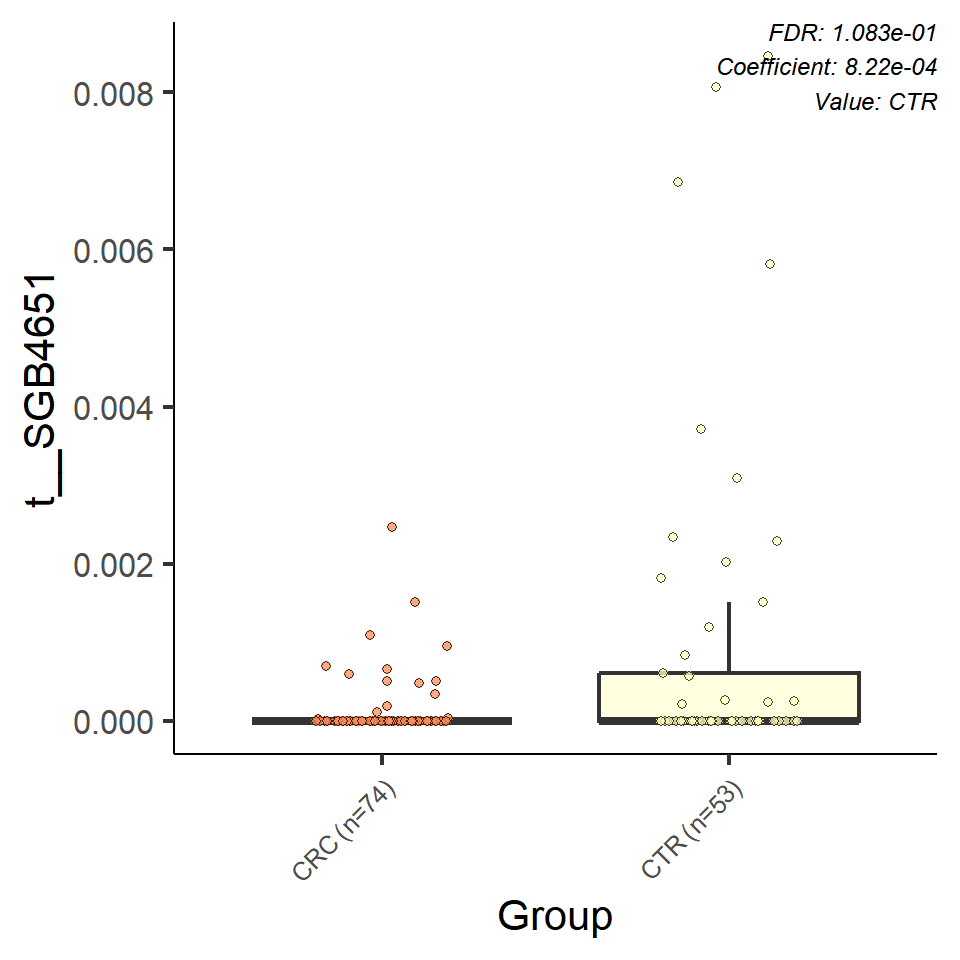 FDR: 1.083e-01
Coefficient: 8.22e-04
Value: CTR
0.008
0.006
0.004
0.002
0.000
t__SGB4651
CRC (n=74)
CTR (n=53)
Group